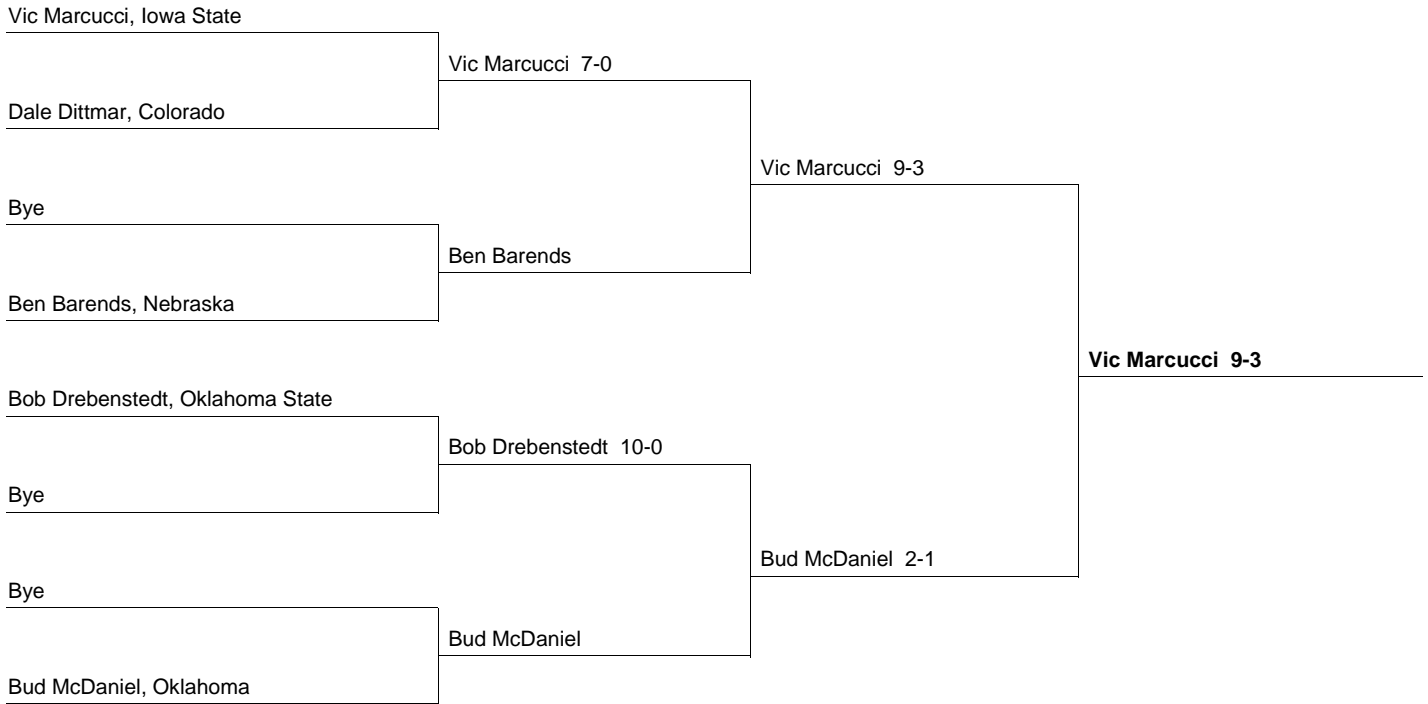 Vic Marcucci, Iowa State
Vic Marcucci 7-0
Dale Dittmar, Colorado
Vic Marcucci 9-3
Bye
Ben Barends
Ben Barends, Nebraska
Vic Marcucci 9-3
Bob Drebenstedt, Oklahoma State
Bob Drebenstedt 10-0
Bye
Bud McDaniel 2-1
Bye
Bud McDaniel
Bud McDaniel, Oklahoma